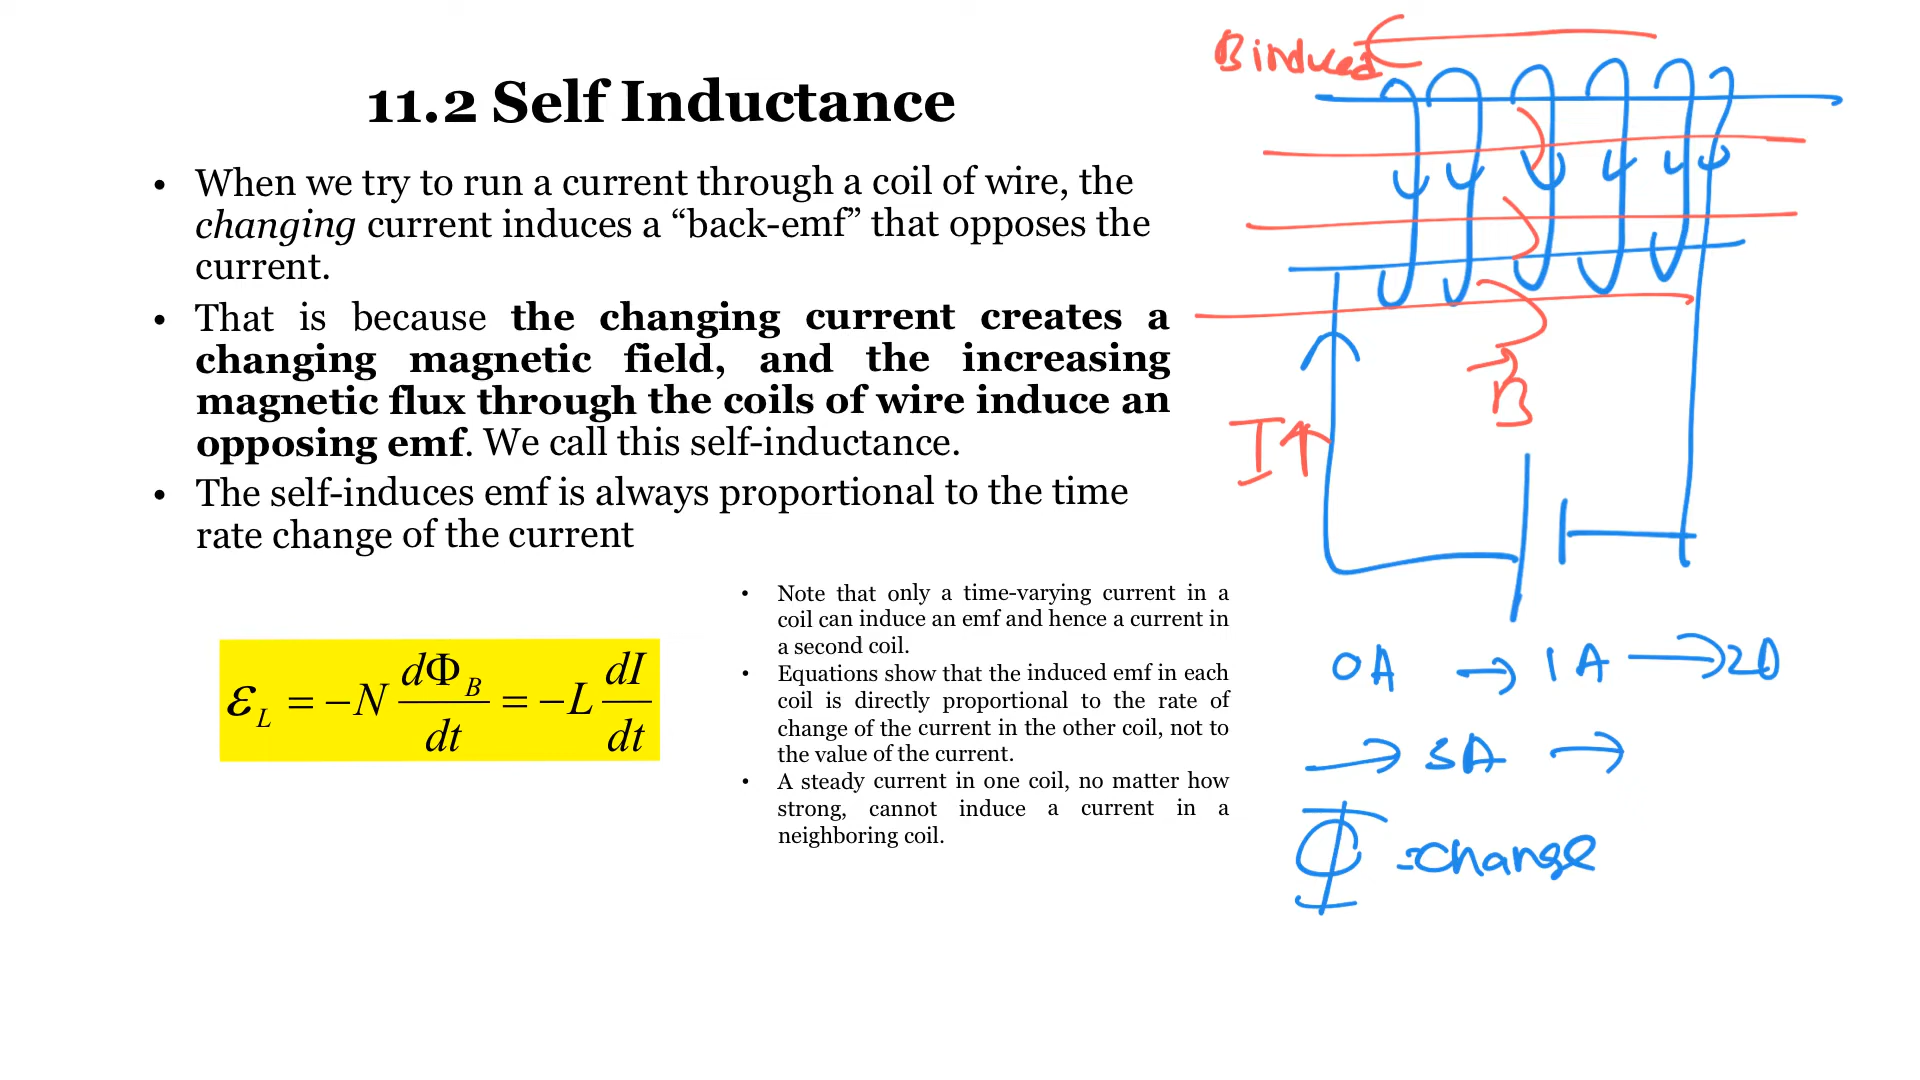 11.2 Self Inductance
• When we try to run a current through a coil of wire, the
changing current induces a “back-emf” that opposes the
current.
• That is because the changing current creates a
changing magnetic field, and the increasing
magnetic flux through the coils of wire induce an
opposing emf. We call this self-inductance.
• The self-induces emf is always proportional to the time
rate change of the current
ε_L = −N dΦ_B/dt = −L dI/dt
• Note that only a time-varying current in a
coil can induce an emf and hence a current in
a second coil.
• Equations show that the induced emf in each
coil is directly proportional to the rate of
change of the current in the other coil, not to
the value of the current.
• A steady current in one coil, no matter how
strong, cannot induce a current in a
neighboring coil.
B induced
B
I↑
0A → 1A →
→ 3A →
Φ = change